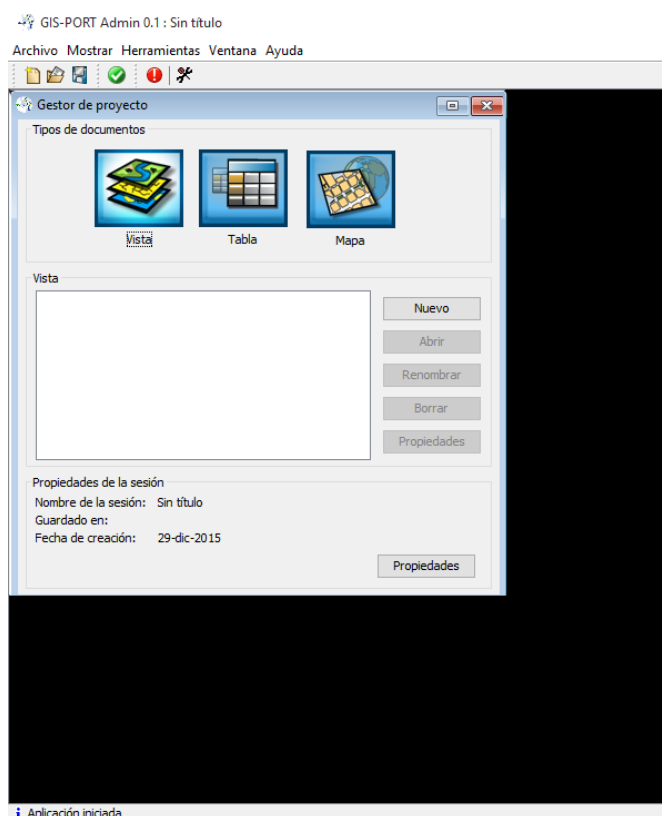 GIS-PORT Admin 0.1 : Sin título
Archivo Mostrar Herramientas Ventana Ayuda
Gestor de proyecto
Tipos de documentos
Vista Tabla Mapa
Vista
Nuevo
Abrir
Renombrar
Borrar
Propiedades
Propiedades de la sesión
Nombre de la sesión: Sin título
Guardado en:
Fecha de creación: 29-dic-2015
Propiedades
Aplicación iniciada